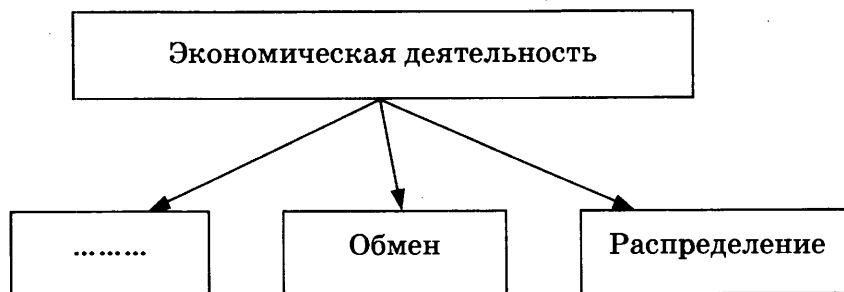 Экономическая деятельность
.........
Обмен
Распределение